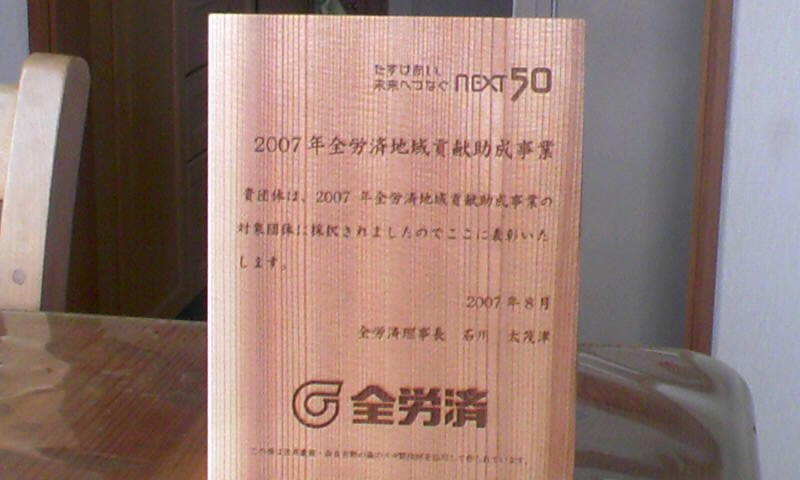 たすけあい、
未来へつなぐ NEXT50
2007年全労済地域貢献助成事業
貴団体は、2007 年全労済地域貢献助成事業の
対象団体に採択されましたのでここに表彰いた
します。
2007年8月
全労済理事長 石川 太茂津
全労済